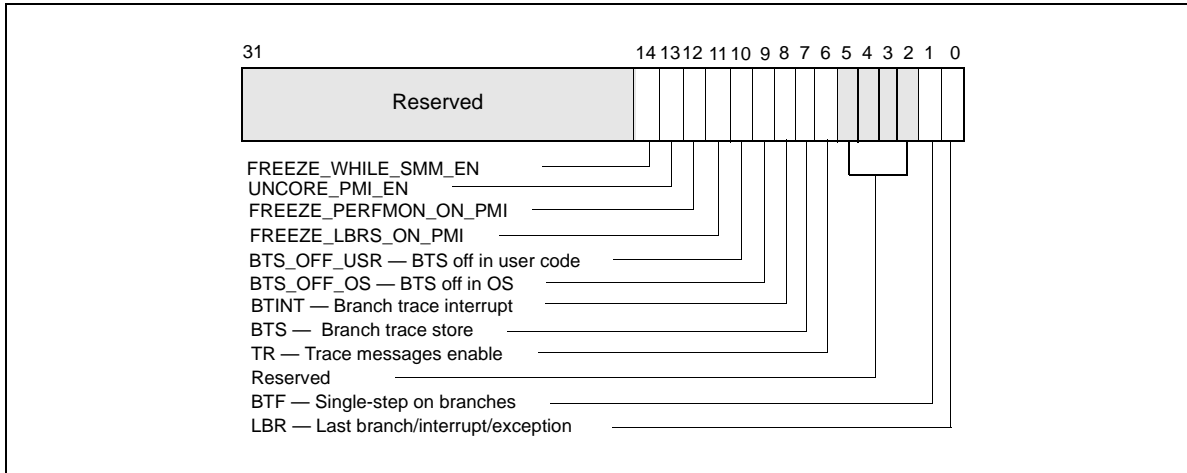 31 14 13 12 11 10 9 8 7 6 5 4 3 2 1 0
Reserved
FREEZE_WHILE_SMM_EN
UNCORE_PMI_EN
FREEZE_PERFMON_ON_PMI
FREEZE_LBRS_ON_PMI
BTS_OFF_USR — BTS off in user code
BTS_OFF_OS — BTS off in OS
BTINT — Branch trace interrupt
BTS — Branch trace store
TR — Trace messages enable
Reserved
BTF — Single-step on branches
LBR — Last branch/interrupt/exception